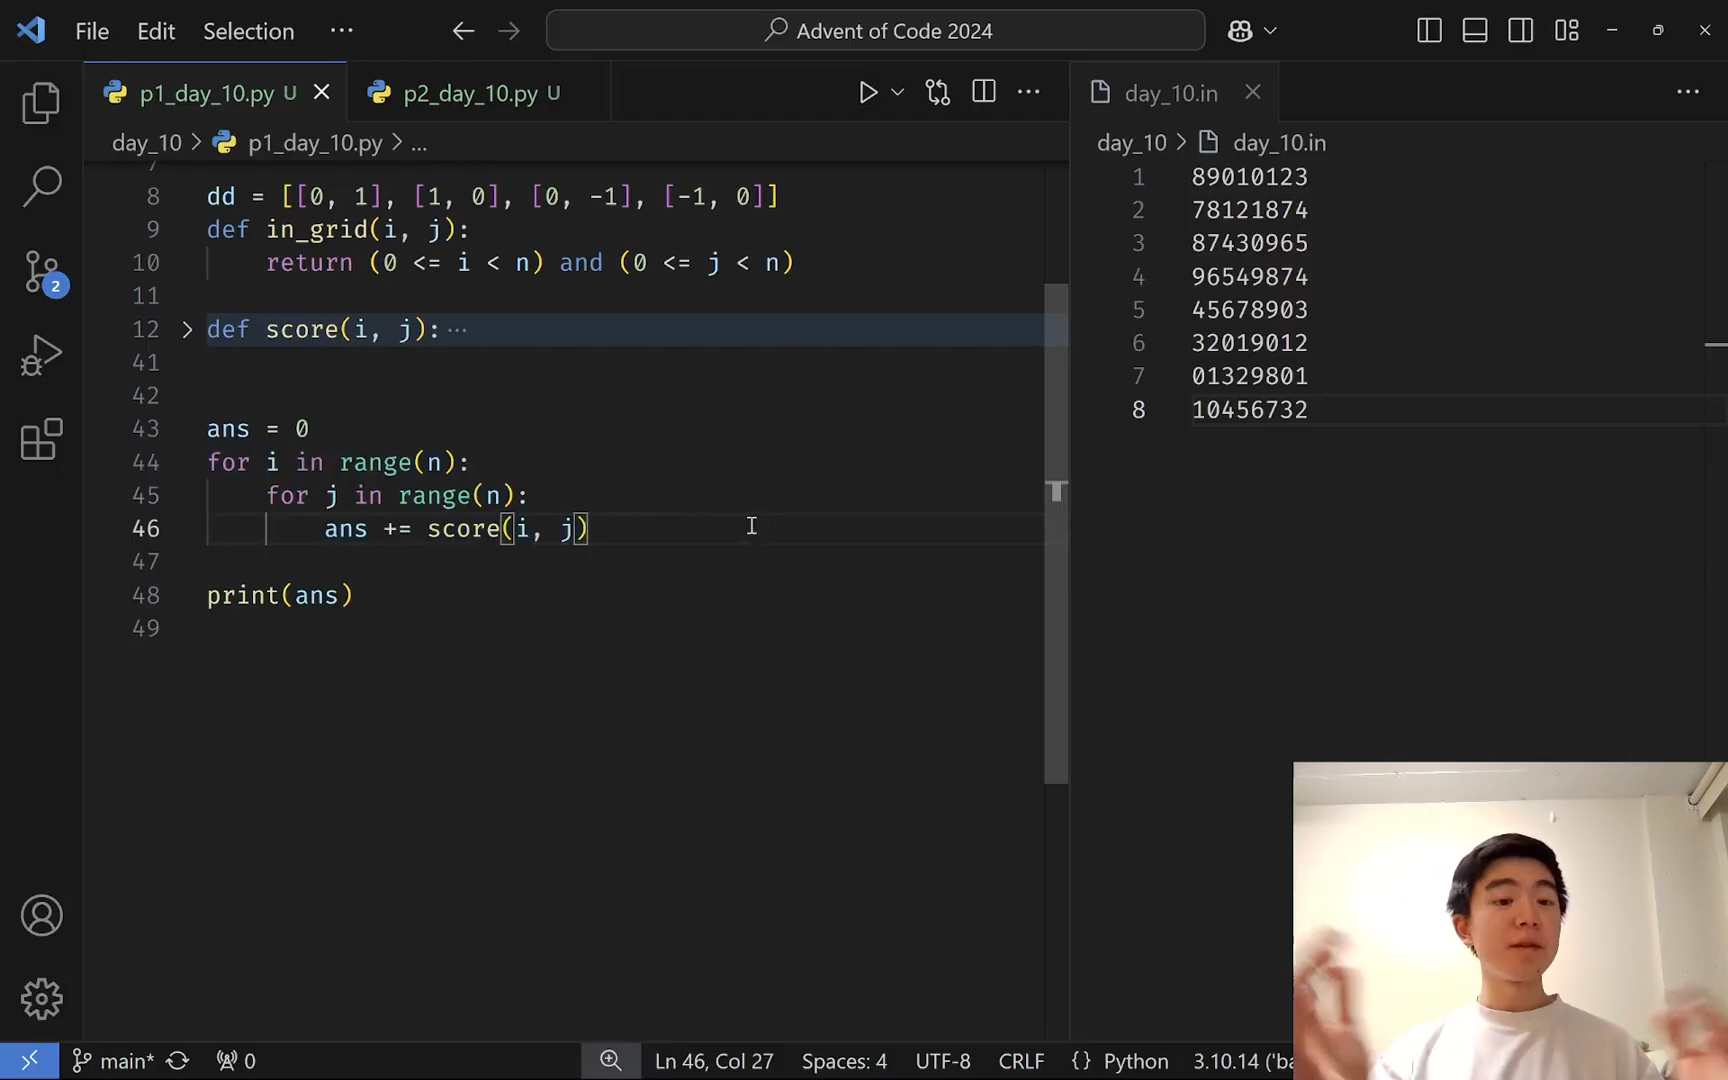 File Edit Selection ··· Advent of Code 2024
p1_day_10.py U p2_day_10.py U
day_10 > p1_day_10.py > ...
7
8 dd = [[0, 1], [1, 0], [0, -1], [-1, 0]]
9 def in_grid(i, j):
10 return (0 <= i < n) and (0 <= j < n)
11
12 def score(i, j):···
41
42
43 ans = 0
44 for i in range(n):
45 for j in range(n):
46 ans += score(i, j)
47
48 print(ans)
49
day_10.in
day_10 > day_10.in
1 89010123
2 78121874
3 87430965
4 96549874
5 45678903
6 32019012
7 01329801
8 10456732
2
main* 0 Ln 46, Col 27 Spaces: 4 UTF-8 CRLF {} Python 3.10.14 ('ba